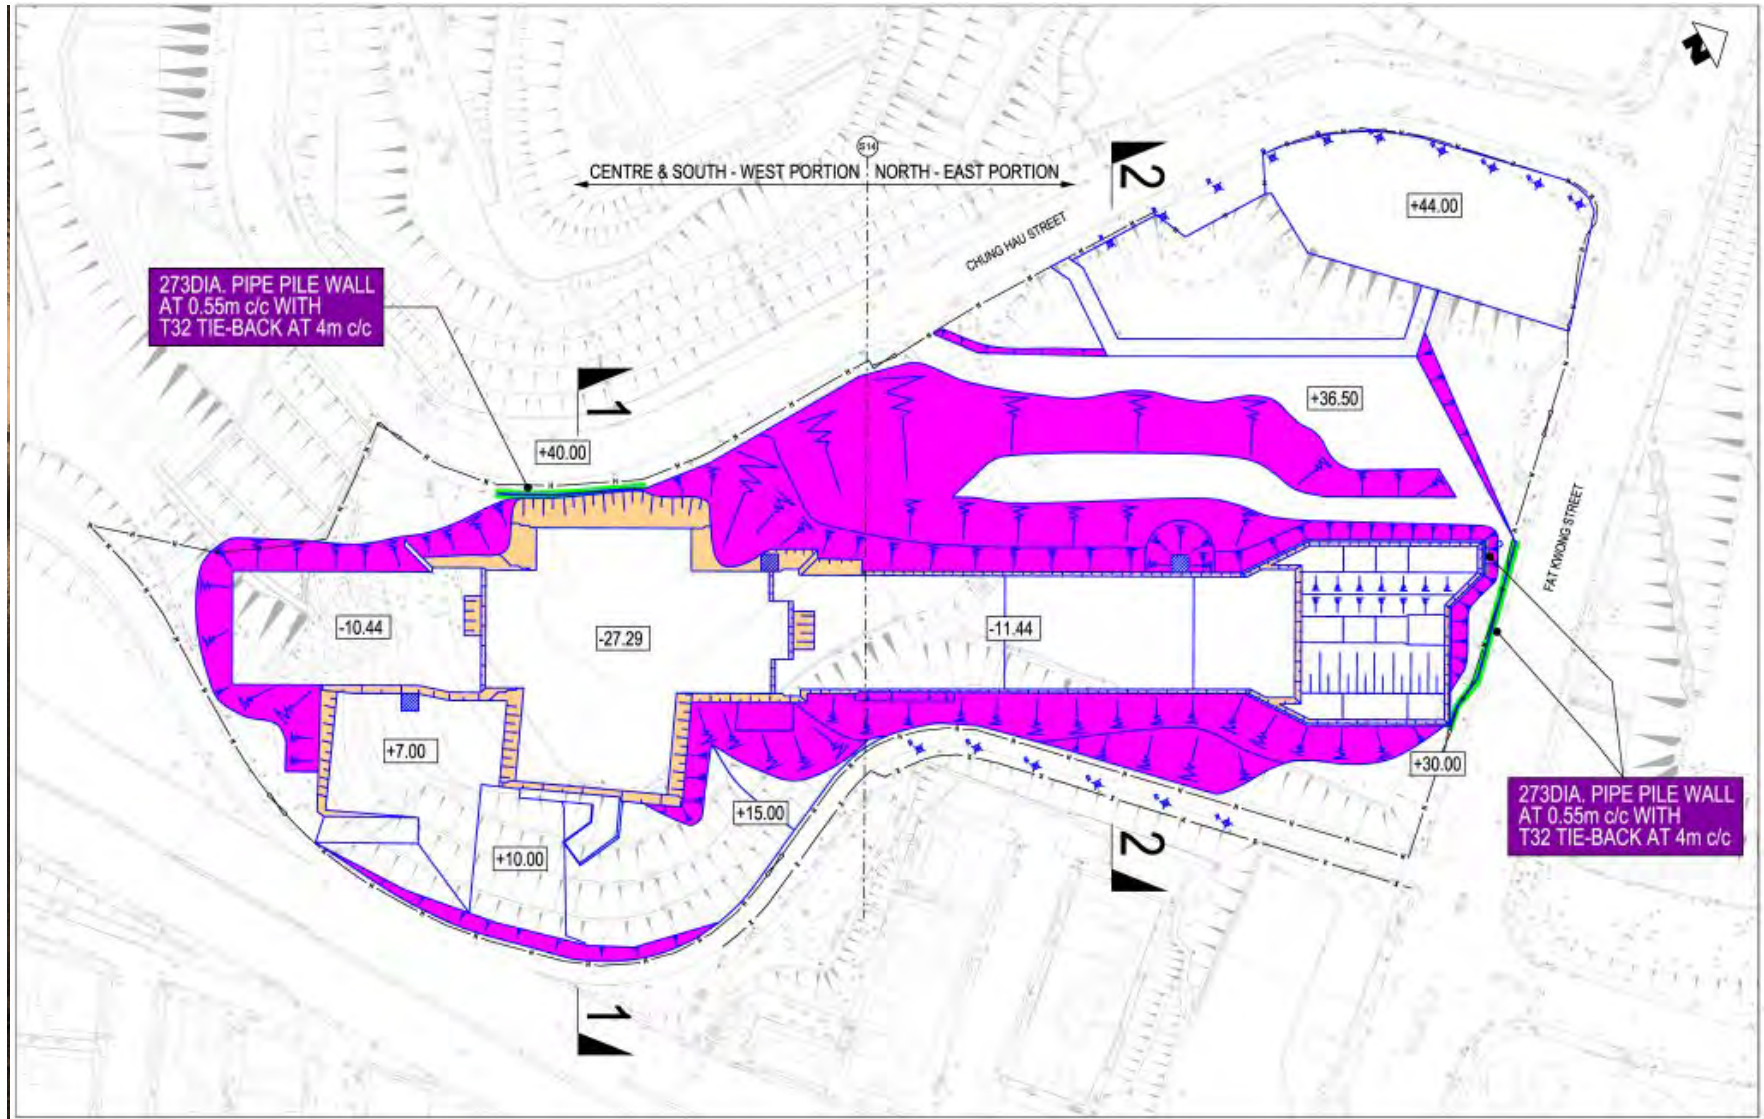 N
S14
CENTRE & SOUTH - WEST PORTION
NORTH - EAST PORTION
2
+44.00
CHUNG HAU STREET
273DIA. PIPE PILE WALL
AT 0.55m c/c WITH
T32 TIE-BACK AT 4m c/c
1
+40.00
+36.50
FAT KWONG STREET
-10.44
-27.29
-11.44
+7.00
+30.00
+15.00
+10.00
2
273DIA. PIPE PILE WALL
AT 0.55m c/c WITH
T32 TIE-BACK AT 4m c/c
1